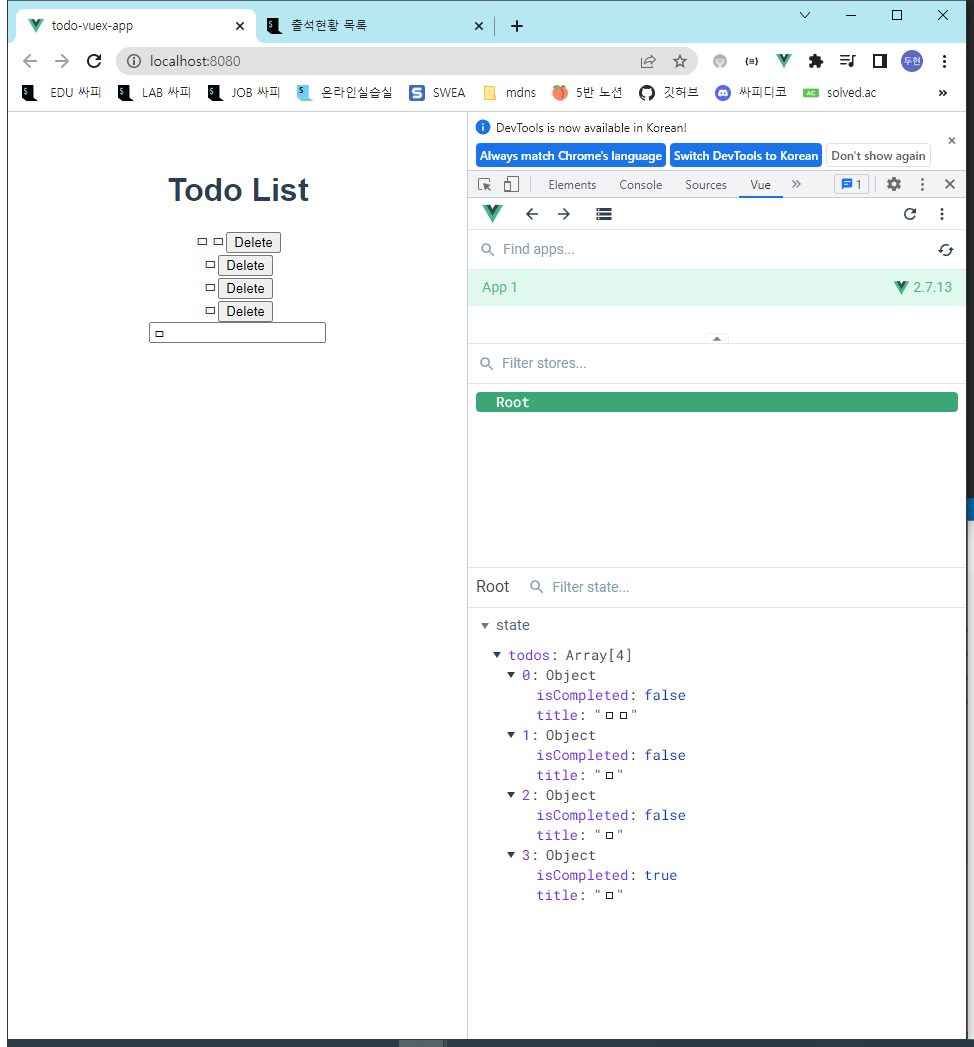 todo-vuex-app
출석현황 목록
localhost:8080
두현
EDU 싸피
LAB 싸피
JOB 싸피
온라인실습실
SWEA
mdns
5반 노션
깃허브
싸피디코
AC
solved.ac
»
DevTools is now available in Korean!
Always match Chrome's language
Switch DevTools to Korean
Don't show again
Elements
Console
Sources
Vue
»
1
Todo List
ㅁ ㅁ Delete
ㅁ Delete
ㅁ Delete
ㅁ Delete
ㅁ
Find apps...
App 1
2.7.13
Filter stores...
Root
Root
Filter state...
state
todos: Array[4]
0: Object
isCompleted: false
title: "ㅁㅁ"
1: Object
isCompleted: false
title: "ㅁ"
2: Object
isCompleted: false
title: "ㅁ"
3: Object
isCompleted: true
title: "ㅁ"